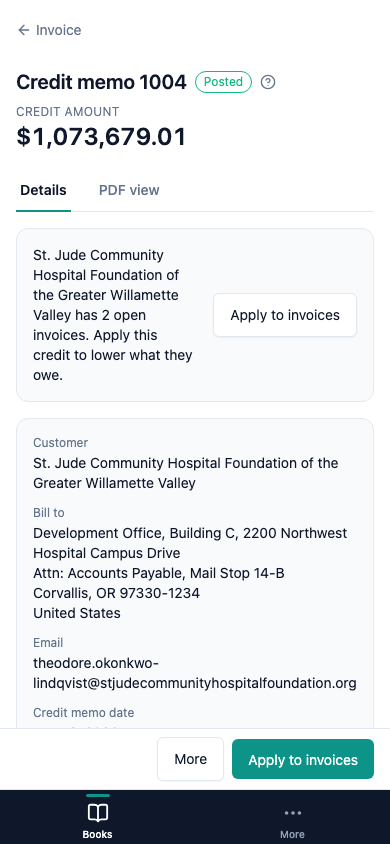 Invoice
Credit memo 1004 Posted
CREDIT AMOUNT
$1,073,679.01
Details PDF view
St. Jude Community
Hospital Foundation of
the Greater Willamette
Valley has 2 open
invoices. Apply this
credit to lower what they
owe.
Apply to invoices
Customer
St. Jude Community Hospital Foundation of the
Greater Willamette Valley
Bill to
Development Office, Building C, 2200 Northwest
Hospital Campus Drive
Attn: Accounts Payable, Mail Stop 14-B
Corvallis, OR 97330-1234
United States
Email
theodore.okonkwo-
lindqvist@stjudecommunityhospitalfoundation.org
Credit memo date
More Apply to invoices
Books More